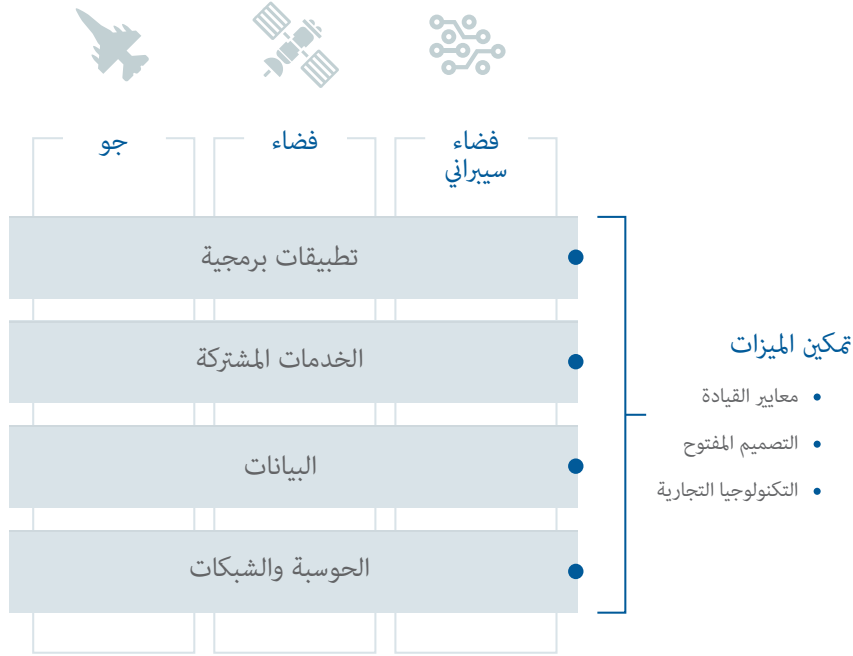 فضاء
سيبراني
فضاء
جو
تطبيقات برمجية
الخدمات المشتركة
البيانات
الحوسبة والشبكات
تمكين الميزات
معايير القيادة
التصميم المفتوح
التكنولوجيا التجارية